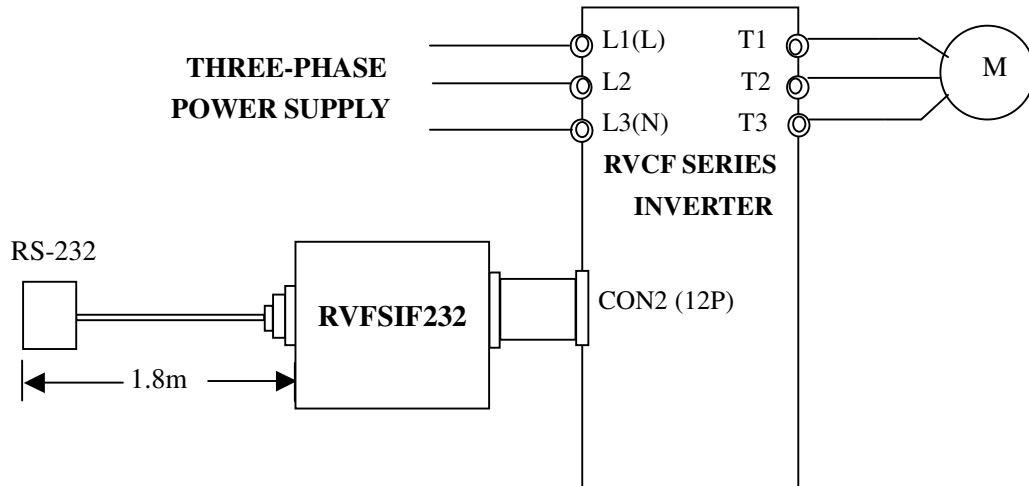 L1(L) T1
THREE-PHASE
POWER SUPPLY
L2 T2
M
L3(N) T3
RVCF SERIES
INVERTER
RS-232
RVFSIF232
CON2 (12P)
1.8m